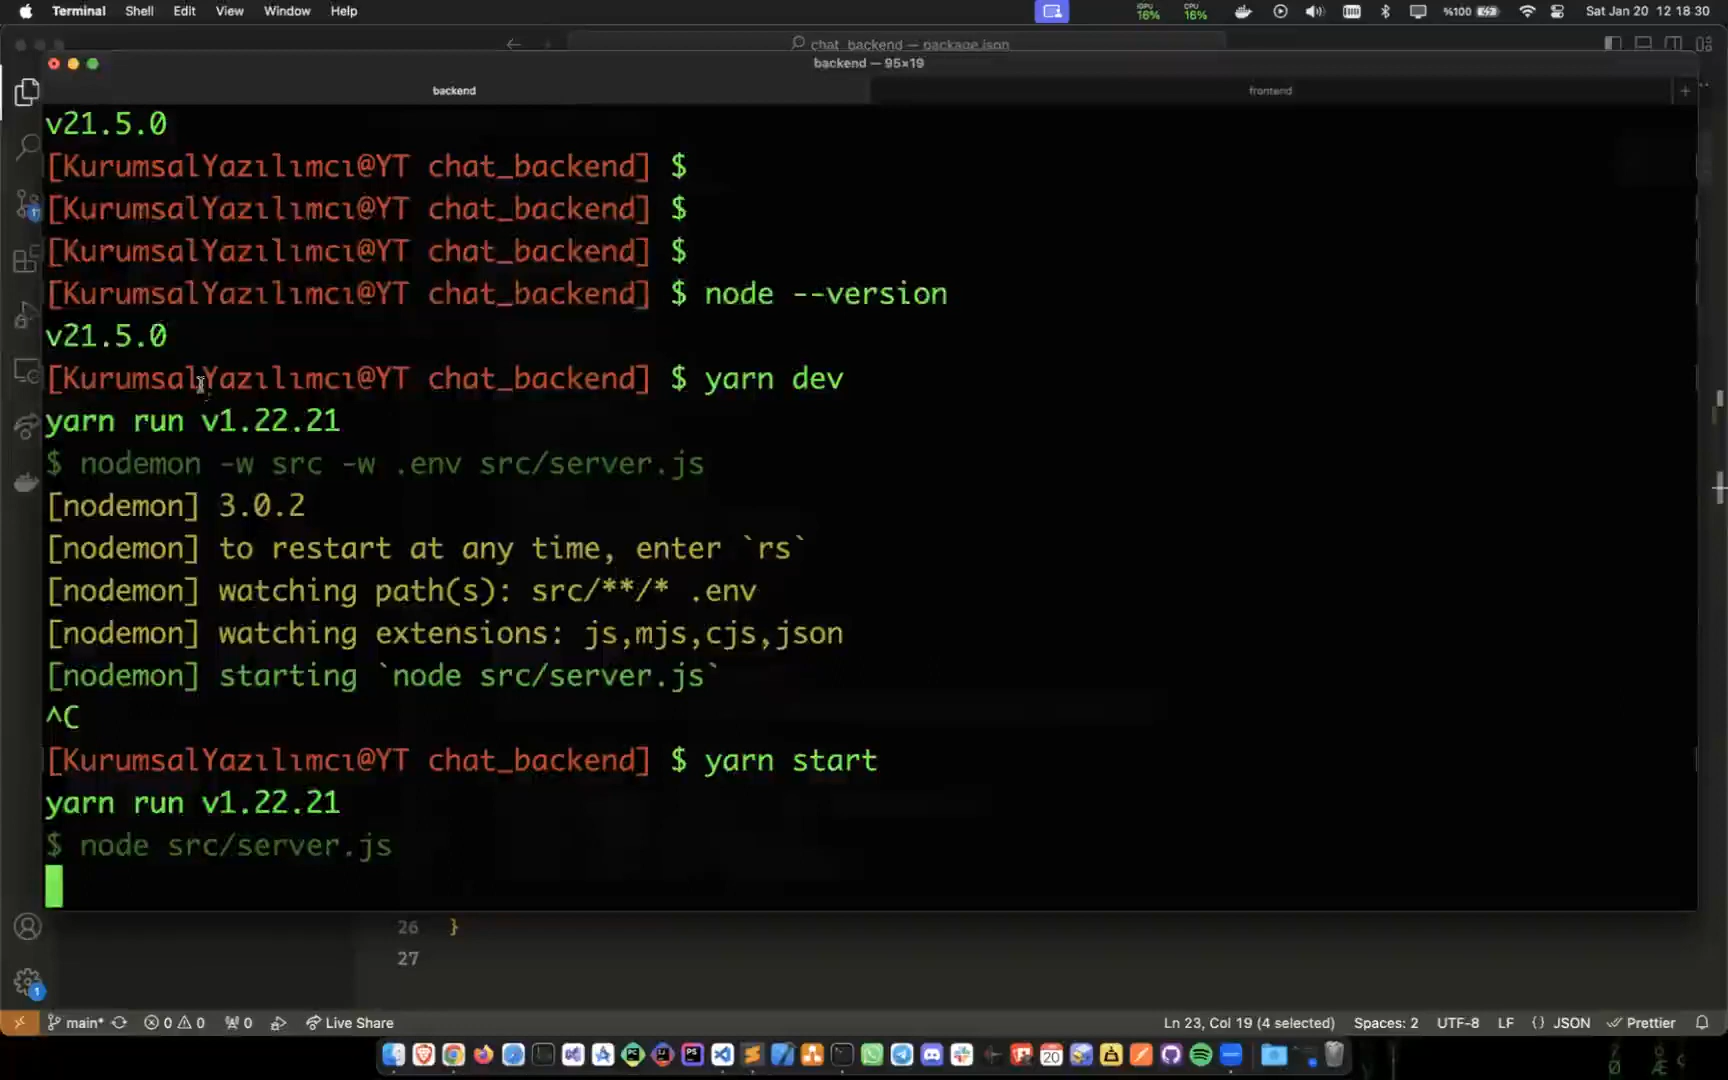 Terminal Shell Edit View Window Help
GPU 16% CPU 16% %100 Sat Jan 20 12 18 30
chat_backend — package.json
backend — 95×19
backend frontend
v21.5.0
[KurumsalYazılımcı@YT chat_backend] $
[KurumsalYazılımcı@YT chat_backend] $
[KurumsalYazılımcı@YT chat_backend] $
[KurumsalYazılımcı@YT chat_backend] $ node --version
v21.5.0
[KurumsalYazılımcı@YT chat_backend] $ yarn dev
yarn run v1.22.21
$ nodemon -w src -w .env src/server.js
[nodemon] 3.0.2
[nodemon] to restart at any time, enter `rs`
[nodemon] watching path(s): src/**/* .env
[nodemon] watching extensions: js,mjs,cjs,json
[nodemon] starting `node src/server.js`
^C
[KurumsalYazılımcı@YT chat_backend] $ yarn start
yarn run v1.22.21
$ node src/server.js
26 }
27
main* 0 0 0 Live Share Ln 23, Col 19 (4 selected) Spaces: 2 UTF-8 LF {} JSON Prettier